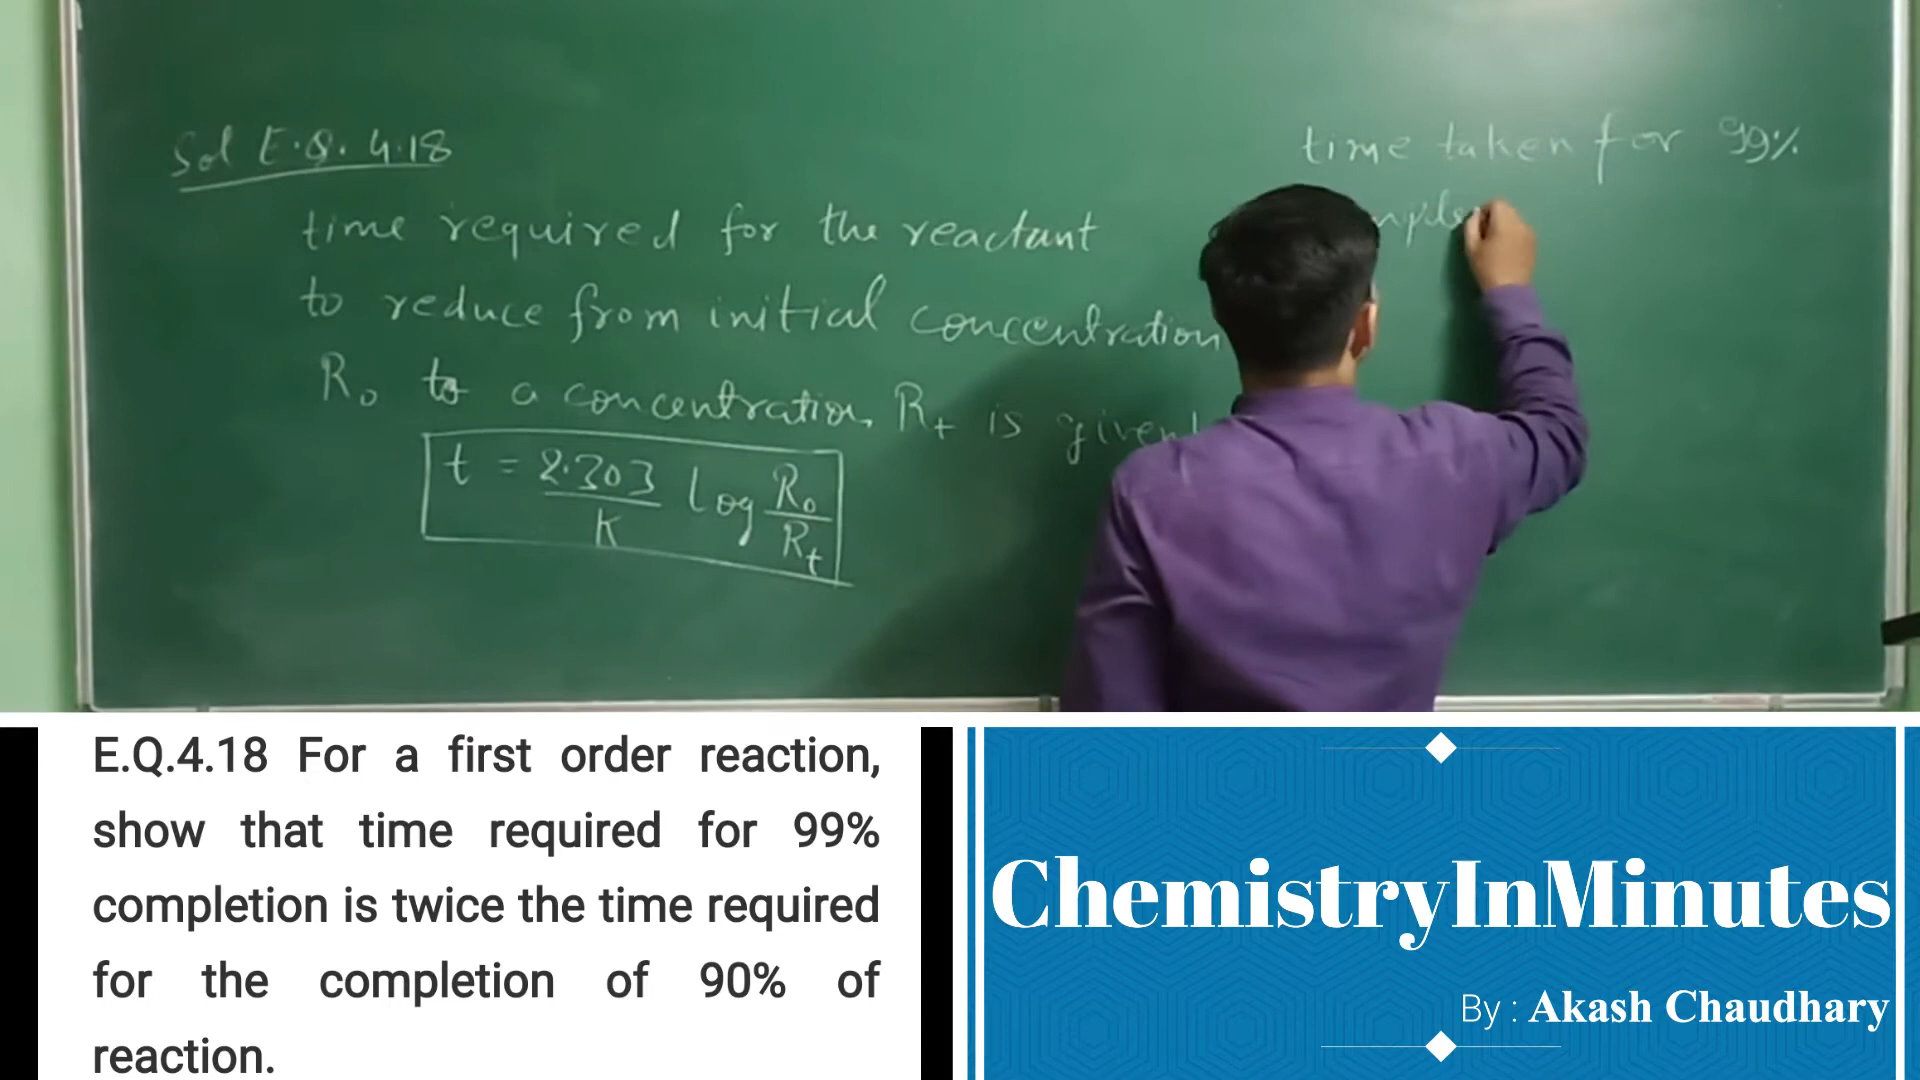 Sol E.Q. 4.18
time required for the reactant
to reduce from initial concentration
R₀ to a concentration Rt is given
t = 2.303/K log R₀/Rt
time taken for 99%
E.Q.4.18 For a first order reaction,
show that time required for 99%
completion is twice the time required
for the completion of 90% of
reaction.
ChemistryInMinutes
By : Akash Chaudhary